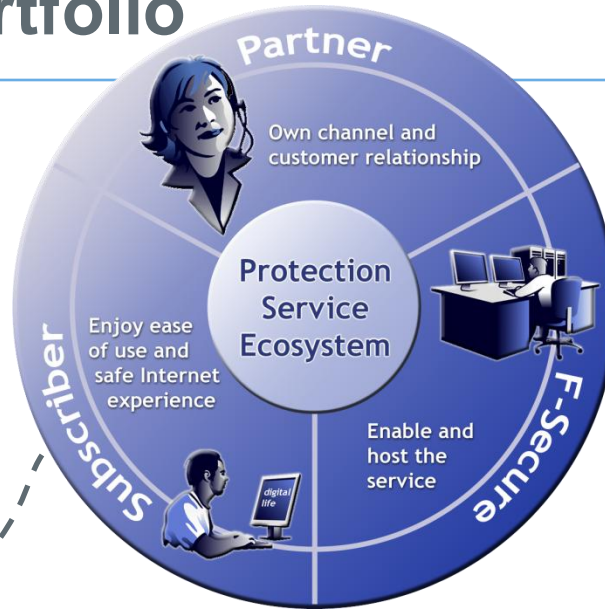 rtfolio
Partner
Own channel and
customer relationship
Protection
Service
Ecosystem
Subscriber
Enjoy ease
of use and
safe Internet
experience
F-Secure
Enable and
host the
service
digital
life